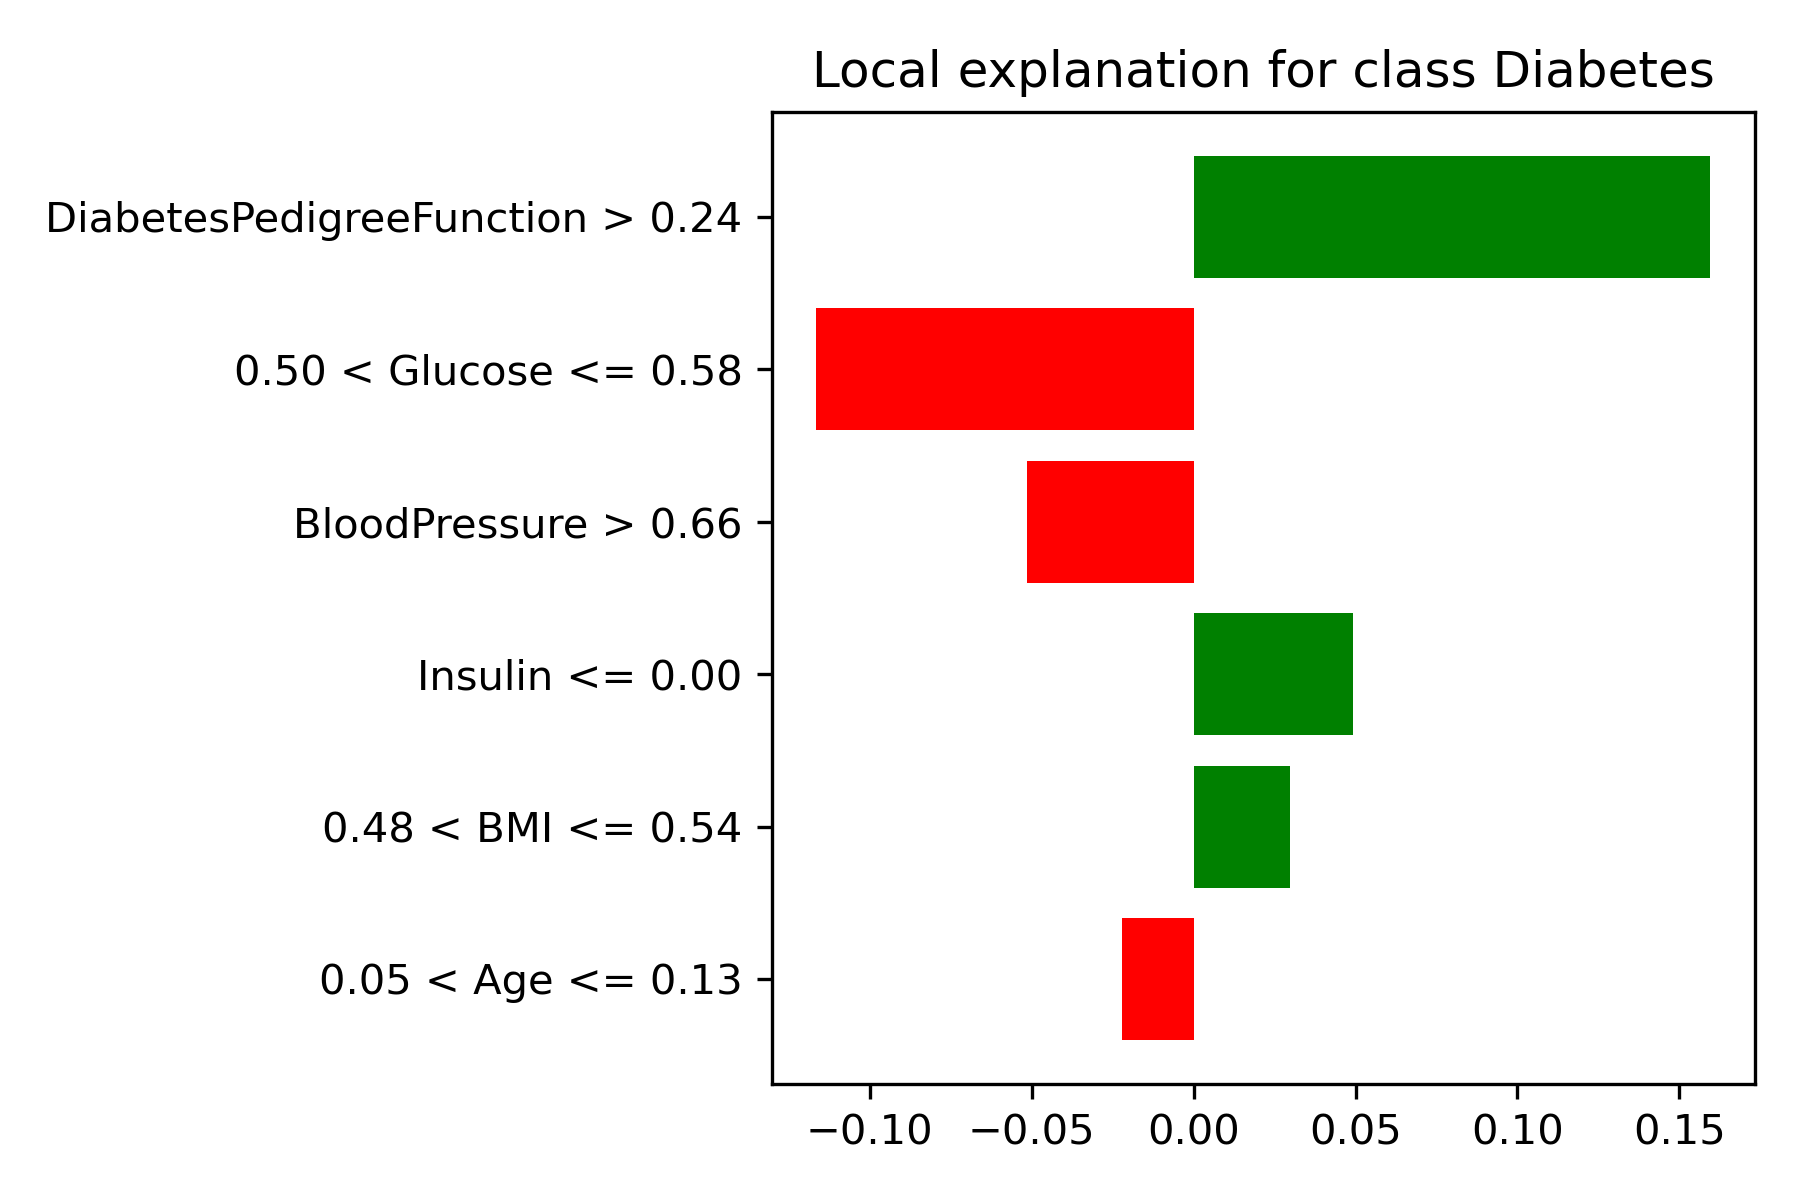 Local explanation for class Diabetes
DiabetesPedigreeFunction > 0.24
0.50 < Glucose <= 0.58
BloodPressure > 0.66
Insulin <= 0.00
0.48 < BMI <= 0.54
0.05 < Age <= 0.13
−0.10 −0.05 0.00 0.05 0.10 0.15